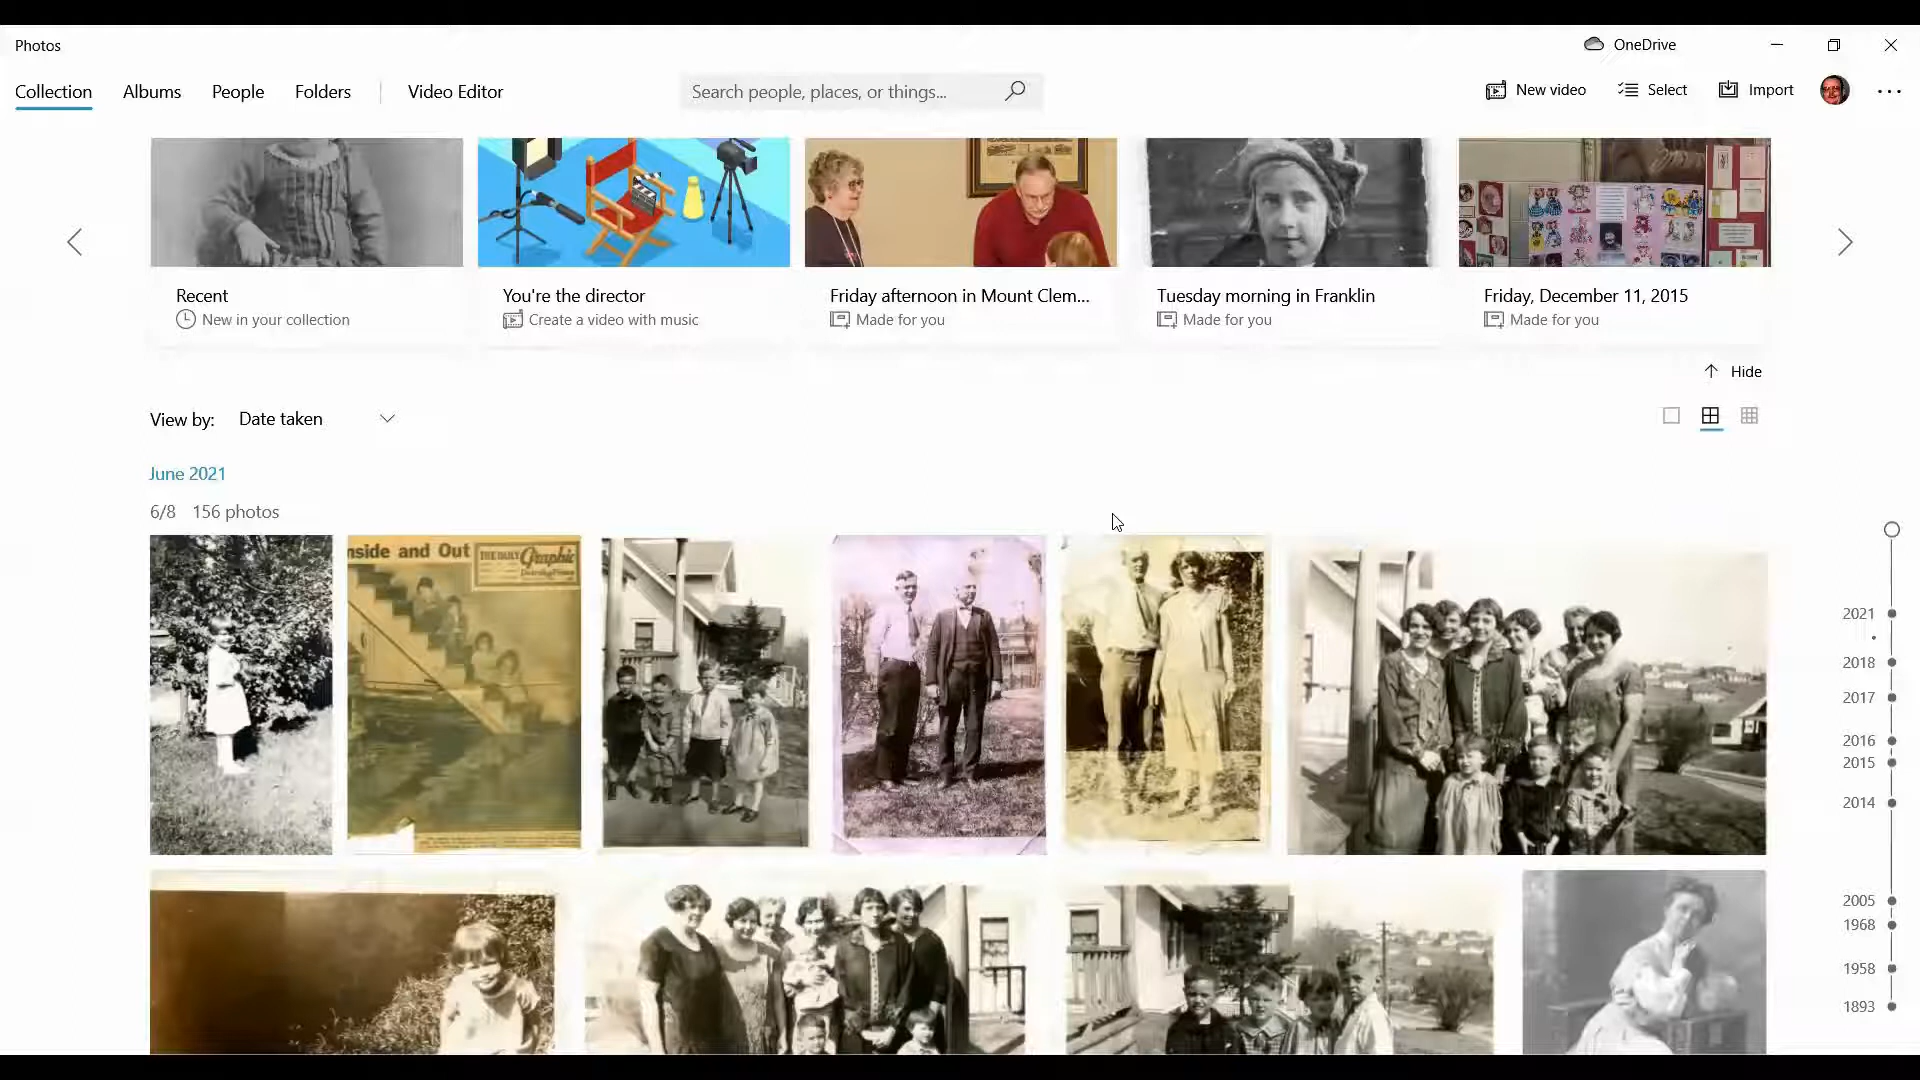 Photos
OneDrive
Collection
Albums
People
Folders
Video Editor
Search people, places, or things...
New video
Select
Import
Recent
New in your collection
You're the director
Create a video with music
Friday afternoon in Mount Clem...
Made for you
Tuesday morning in Franklin
Made for you
Friday, December 11, 2015
Made for you
Hide
View by:
Date taken
June 2021
6/8 156 photos
nside and Out
THE DAILY
Graphic
2021
2018
2017
2016
2015
2014
2005
1968
1958
1893